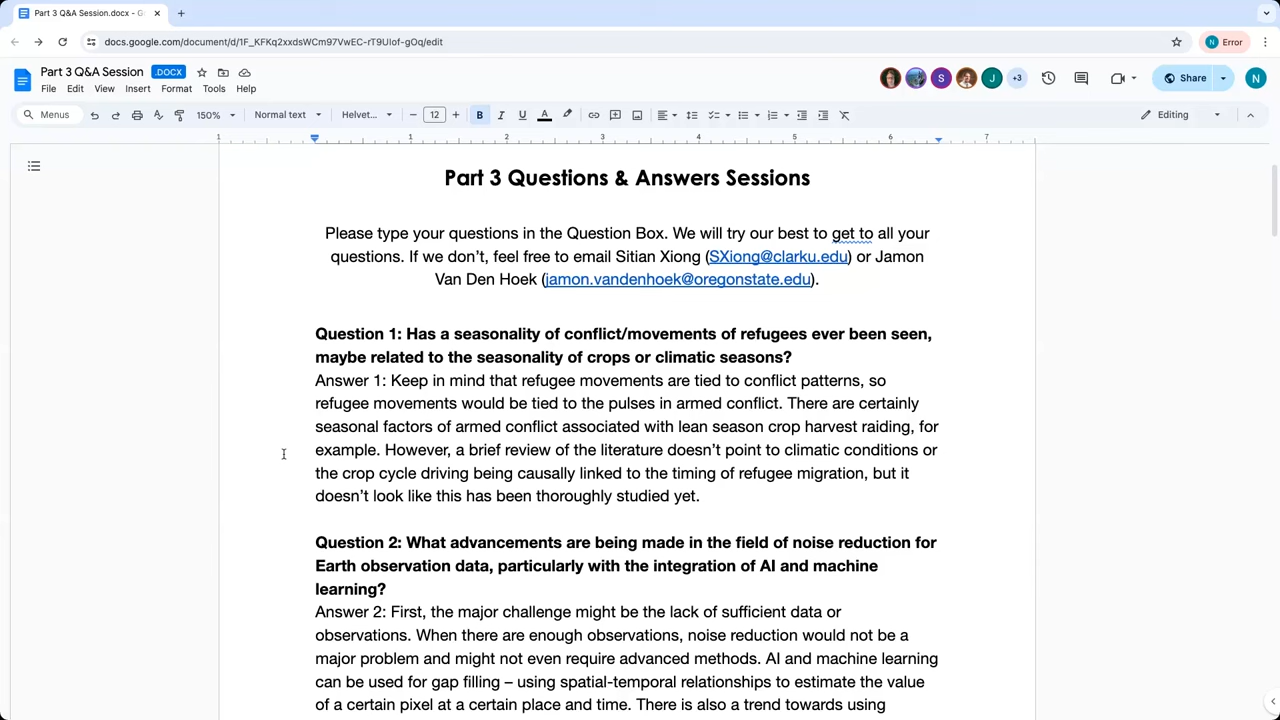 Part 3 Q&A Session.docx - G
docs.google.com/document/d/1F_KFKq2xxdsWCm97VwEC-rT9UIof-gOq/edit
N Error
Part 3 Q&A Session .DOCX
File Edit View Insert Format Tools Help
S J +3 Share N
Menus 150% Normal text Helvet... 12 B I U A Editing
1 1 2 3 4 5 6 7
Part 3 Questions & Answers Sessions
Please type your questions in the Question Box. We will try our best to get to all your
questions. If we don’t, feel free to email Sitian Xiong (SXiong@clarku.edu) or Jamon
Van Den Hoek (jamon.vandenhoek@oregonstate.edu).
Question 1: Has a seasonality of conflict/movements of refugees ever been seen,
maybe related to the seasonality of crops or climatic seasons?
Answer 1: Keep in mind that refugee movements are tied to conflict patterns, so
refugee movements would be tied to the pulses in armed conflict. There are certainly
seasonal factors of armed conflict associated with lean season crop harvest raiding, for
example. However, a brief review of the literature doesn’t point to climatic conditions or
the crop cycle driving being causally linked to the timing of refugee migration, but it
doesn’t look like this has been thoroughly studied yet.
Question 2: What advancements are being made in the field of noise reduction for
Earth observation data, particularly with the integration of AI and machine
learning?
Answer 2: First, the major challenge might be the lack of sufficient data or
observations. When there are enough observations, noise reduction would not be a
major problem and might not even require advanced methods. AI and machine learning
can be used for gap filling – using spatial-temporal relationships to estimate the value
of a certain pixel at a certain place and time. There is also a trend towards using